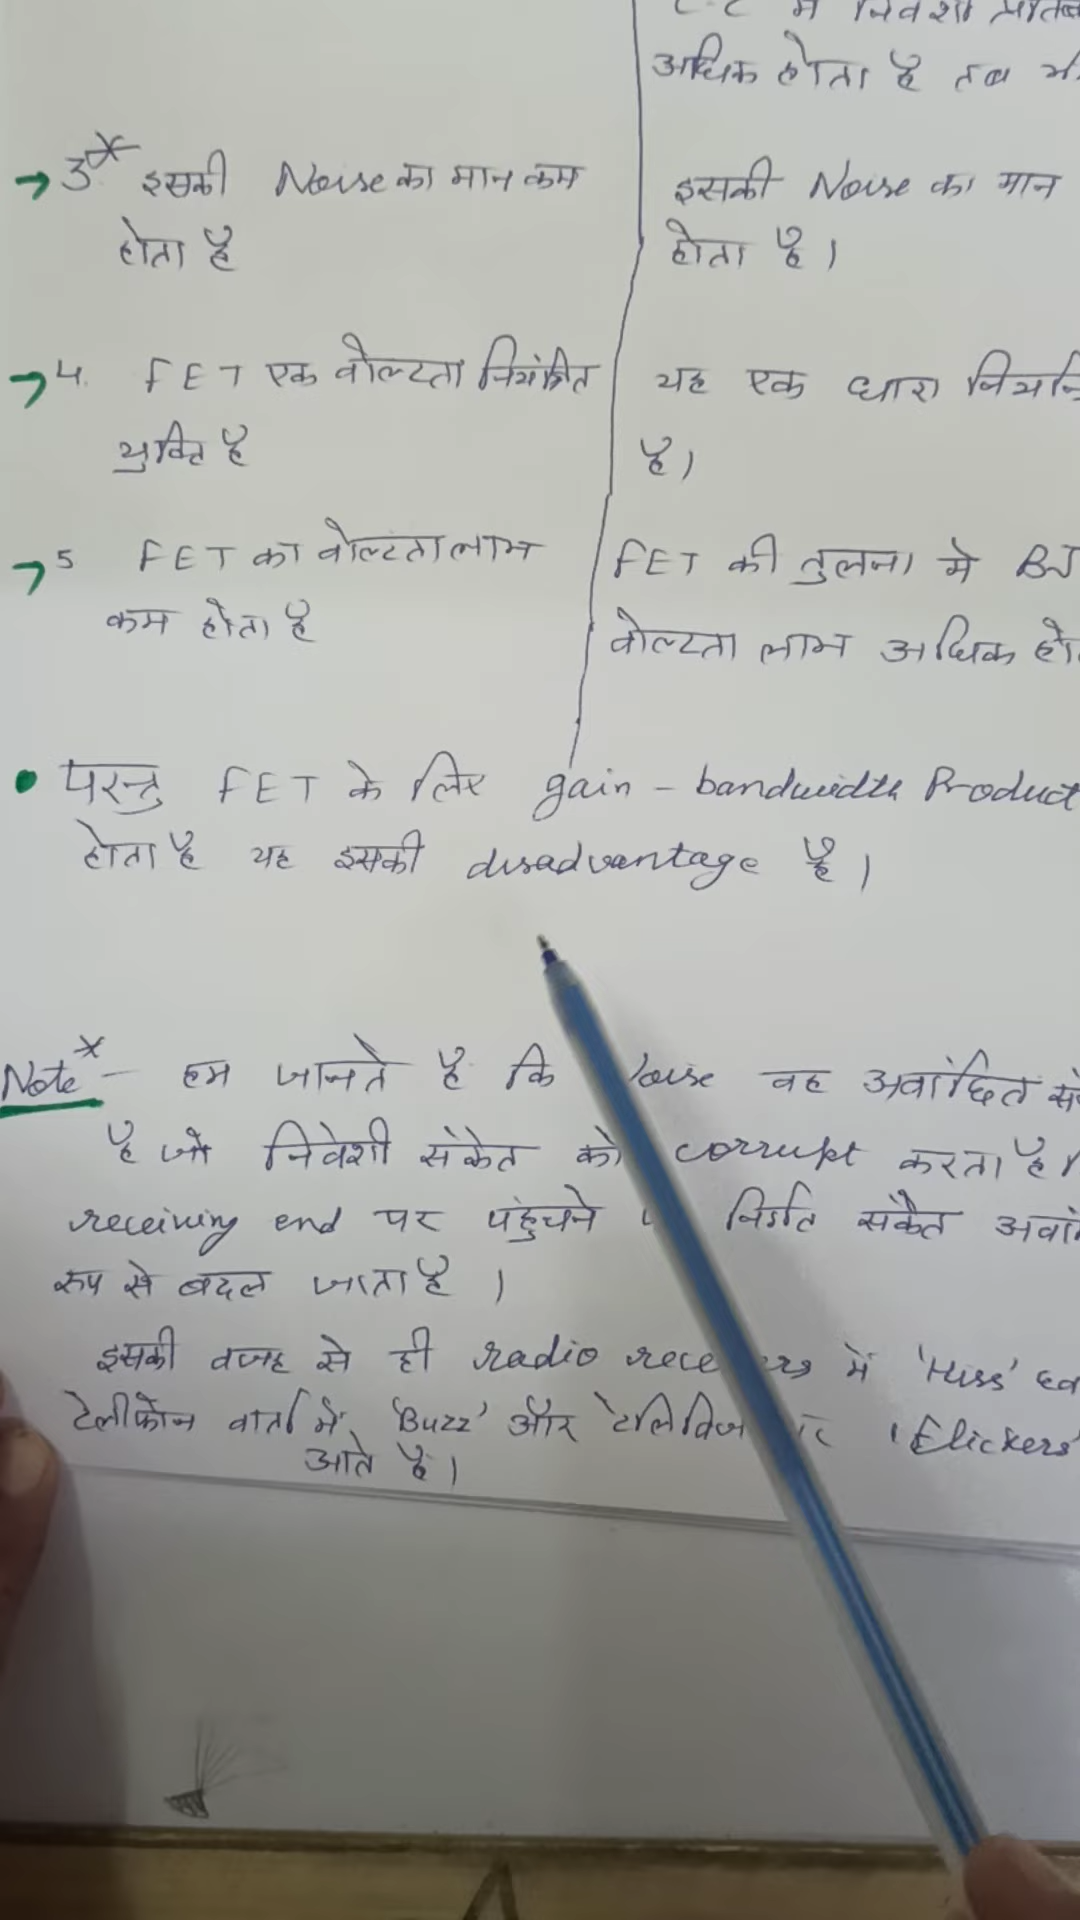 अधिक होता है तब
→ 3.* इसकी Noise का मान कम
होता है
इसकी Noise का मान
होता है।
→ 4. FET एक वोल्टता नियंत्रित
युक्ति है
यह एक धारा
है।
→ 5 FET का वोल्टता लाभ
कम होता है
FET की तुलना मे
वोल्टता लाभ अधिक
• परन्तु FET के लिए gain - bandwidth Product
होता है यह इसकी disadvantage है।
Note* - हम जानते है कि वह अवांछित
है जो निवेशी संकेत को corrupt करता है
receiving end पर पहुंचने निर्गत संकेत
रूप से बदल जाता है ।
इसकी वजह से ही radio में 'Hiss'
टेलीफोन वार्ता में 'Buzz' और 'Flickers'
आते है।